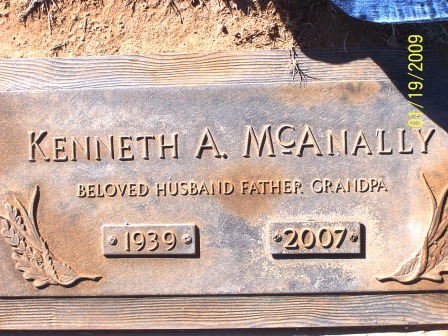 KENNETH A. McANALLY
BELOVED HUSBAND FATHER GRANDPA
1939 2007
01/19/2009